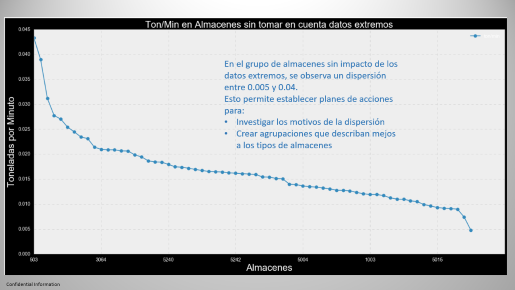 Ton/Min en Almacenes sin tomar en cuenta datos extremos
0.045
0.040
0.035
0.030
0.025
0.020
0.015
0.010
0.005
0.000
Toneladas por Minuto
En el grupo de almacenes sin impacto de los
datos extremos, se observa un dispersión
entre 0.005 y 0.04.
Esto permite establecer planes de acciones
para:
• Investigar los motivos de la dispersión
• Crear agrupaciones que describan mejos
a los tipos de almacenes
503 3064 5240 5242 5004 1003 6016
Almacenes
Confidential Information